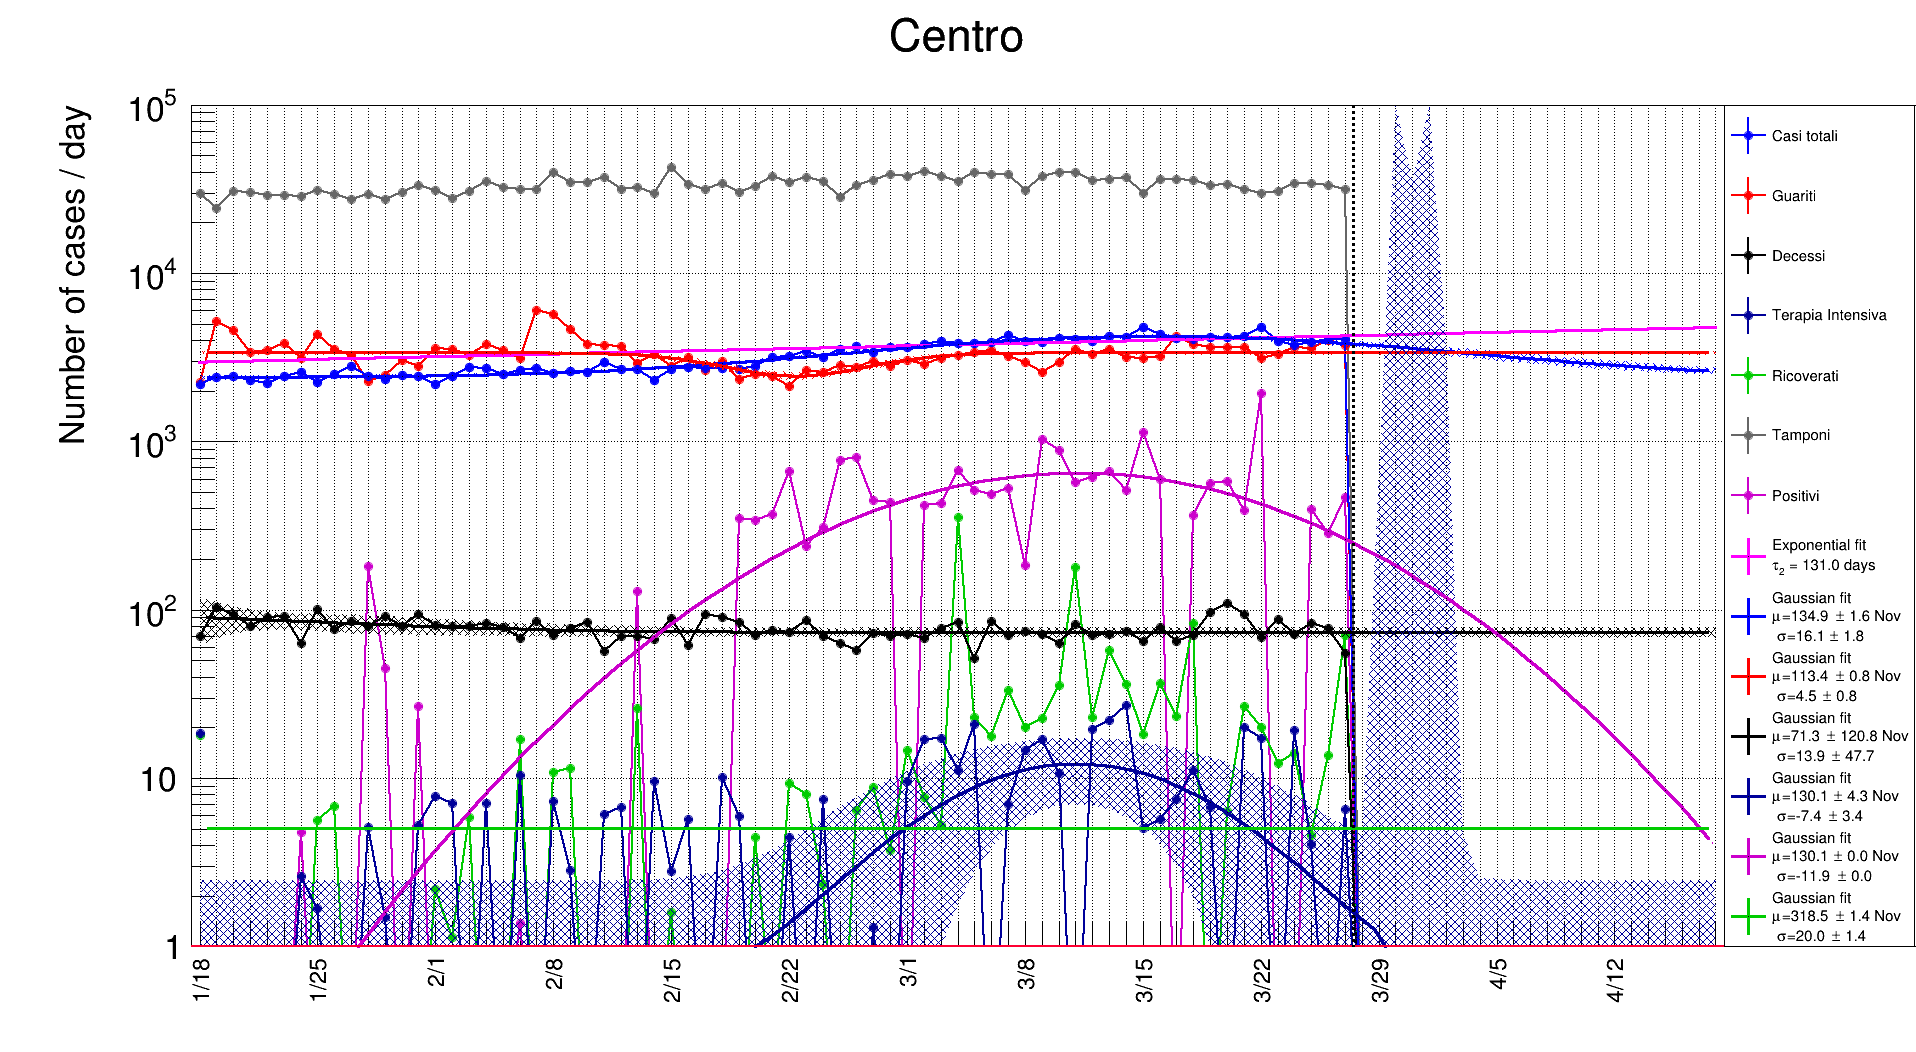 Centro
Number of cases / day
10^5
10^4
10^3
10^2
10
1
1/18
1/25
2/1
2/8
2/15
2/22
3/1
3/8
3/15
3/22
3/29
4/5
4/12
Casi totali
Guariti
Decessi
Terapia Intensiva
Ricoverati
Tamponi
Positivi
Exponential fit
τ2 = 131.0 days
Gaussian fit
μ=134.9 ± 1.6 Nov
σ=16.1 ± 1.8
Gaussian fit
μ=113.4 ± 0.8 Nov
σ=4.5 ± 0.8
Gaussian fit
μ=71.3 ± 120.8 Nov
σ=13.9 ± 47.7
Gaussian fit
μ=130.1 ± 4.3 Nov
σ=-7.4 ± 3.4
Gaussian fit
μ=130.1 ± 0.0 Nov
σ=-11.9 ± 0.0
Gaussian fit
μ=318.5 ± 1.4 Nov
σ=20.0 ± 1.4